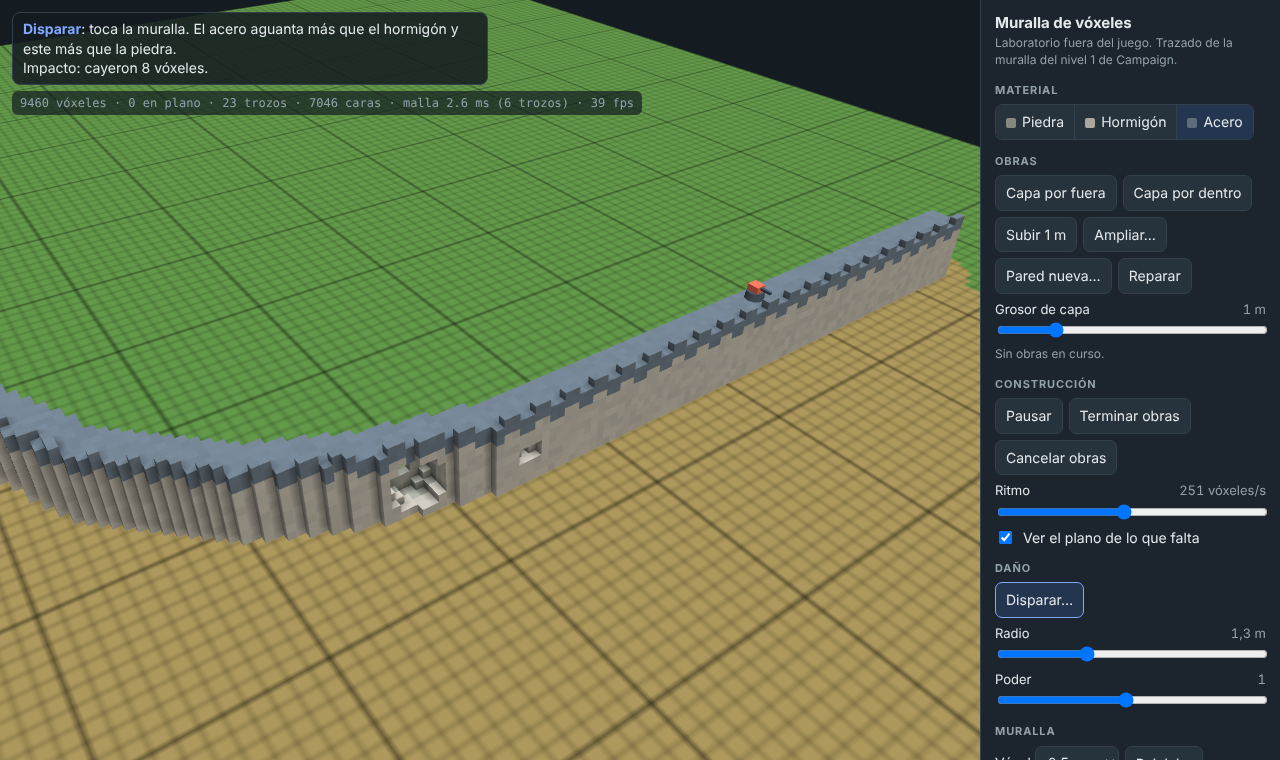 Disparar: toca la muralla. El acero aguanta más que el hormigón y
este más que la piedra.
Impacto: cayeron 8 vóxeles.
9460 vóxeles · 0 en plano · 23 trozos · 7046 caras · malla 2.6 ms (6 trozos) · 39 fps
Muralla de vóxeles
Laboratorio fuera del juego. Trazado de la
muralla del nivel 1 de Campaign.
MATERIAL
Piedra Hormigón Acero
OBRAS
Capa por fuera Capa por dentro
Subir 1 m Ampliar...
Pared nueva... Reparar
Grosor de capa 1 m
Sin obras en curso.
CONSTRUCCIÓN
Pausar Terminar obras
Cancelar obras
Ritmo 251 vóxeles/s
Ver el plano de lo que falta
DAÑO
Disparar...
Radio 1,3 m
Poder 1
MURALLA